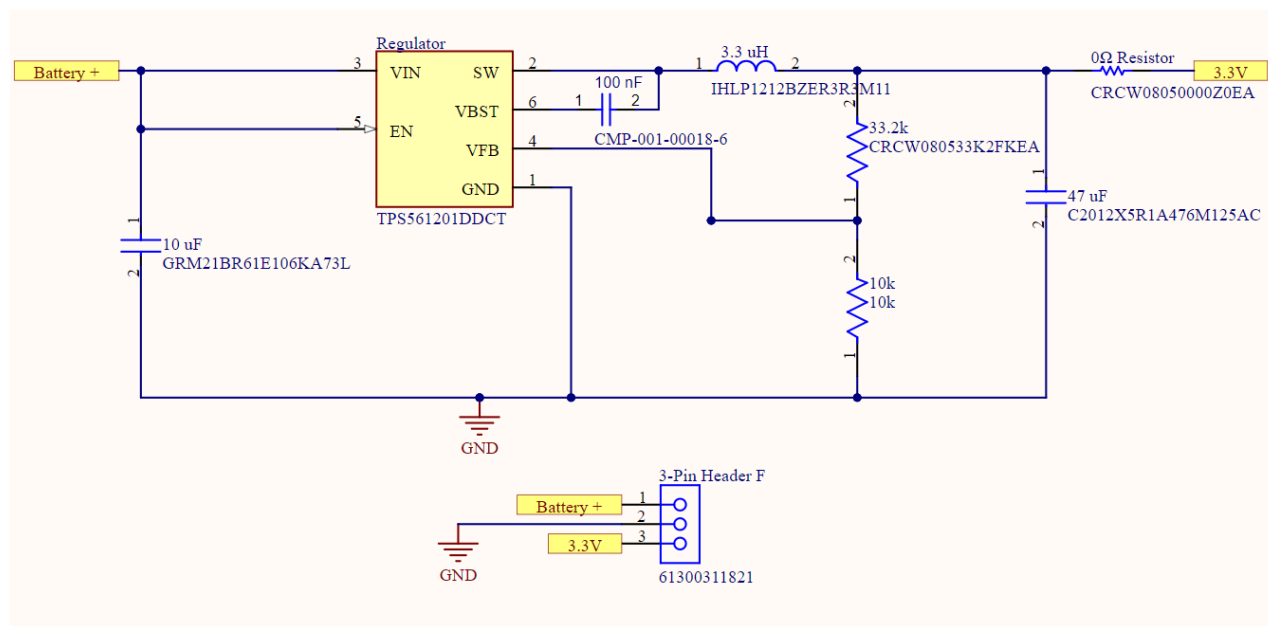 Regulator
Battery +
3
VIN
SW
2
1
3.3 uH
2
0Ω Resistor
3.3V
IHLP1212BZER3R3M11
CRCW08050000Z0EA
100 nF
VBST
6
1
2
2
5
EN
33.2k
CMP-001-00018-6
CRCW080533K2FKEA
VFB
4
GND
1
1
1
47 uF
TPS561201DDCT
C2012X5R1A476M125AC
2
1
10 uF
GRM21BR61E106KA73L
2
2
10k
10k
1
GND
3-Pin Header F
Battery +
1
2
3.3V
3
GND
61300311821